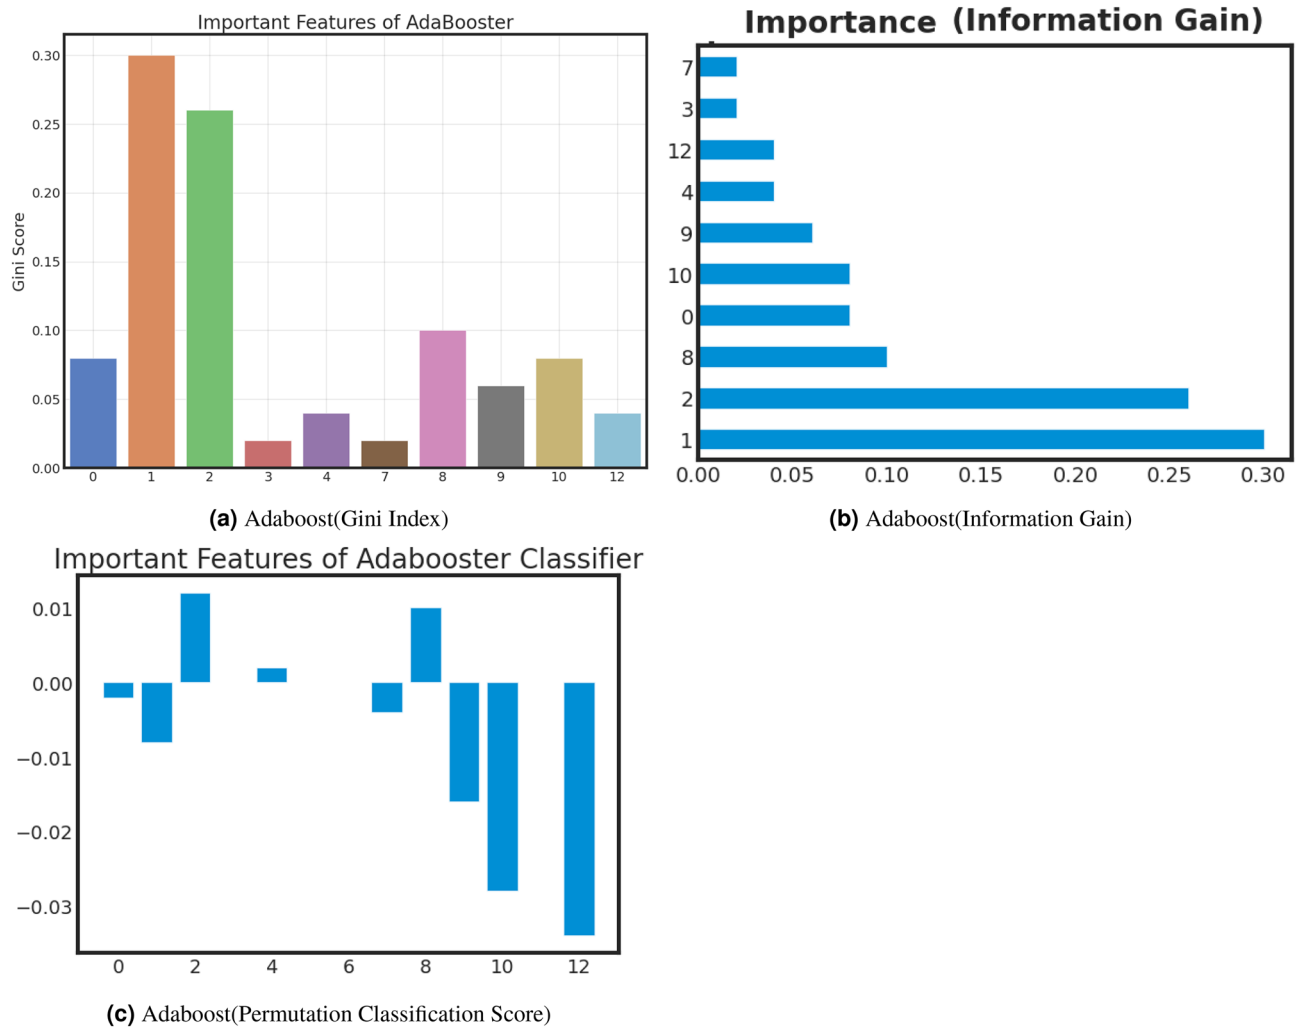 Important Features of AdaBooster
Gini Score
0.30
0.25
0.20
0.15
0.10
0.05
0.00
0 1 2 3 4 7 8 9 10 12
(a) Adaboost(Gini Index)
Importance (Information Gain)
7
3
12
4
9
10
0
8
2
1
0.00 0.05 0.10 0.15 0.20 0.25 0.30
(b) Adaboost(Information Gain)
Important Features of Adabooster Classifier
0.01
0.00
−0.01
−0.02
−0.03
0 2 4 6 8 10 12
(c) Adaboost(Permutation Classification Score)